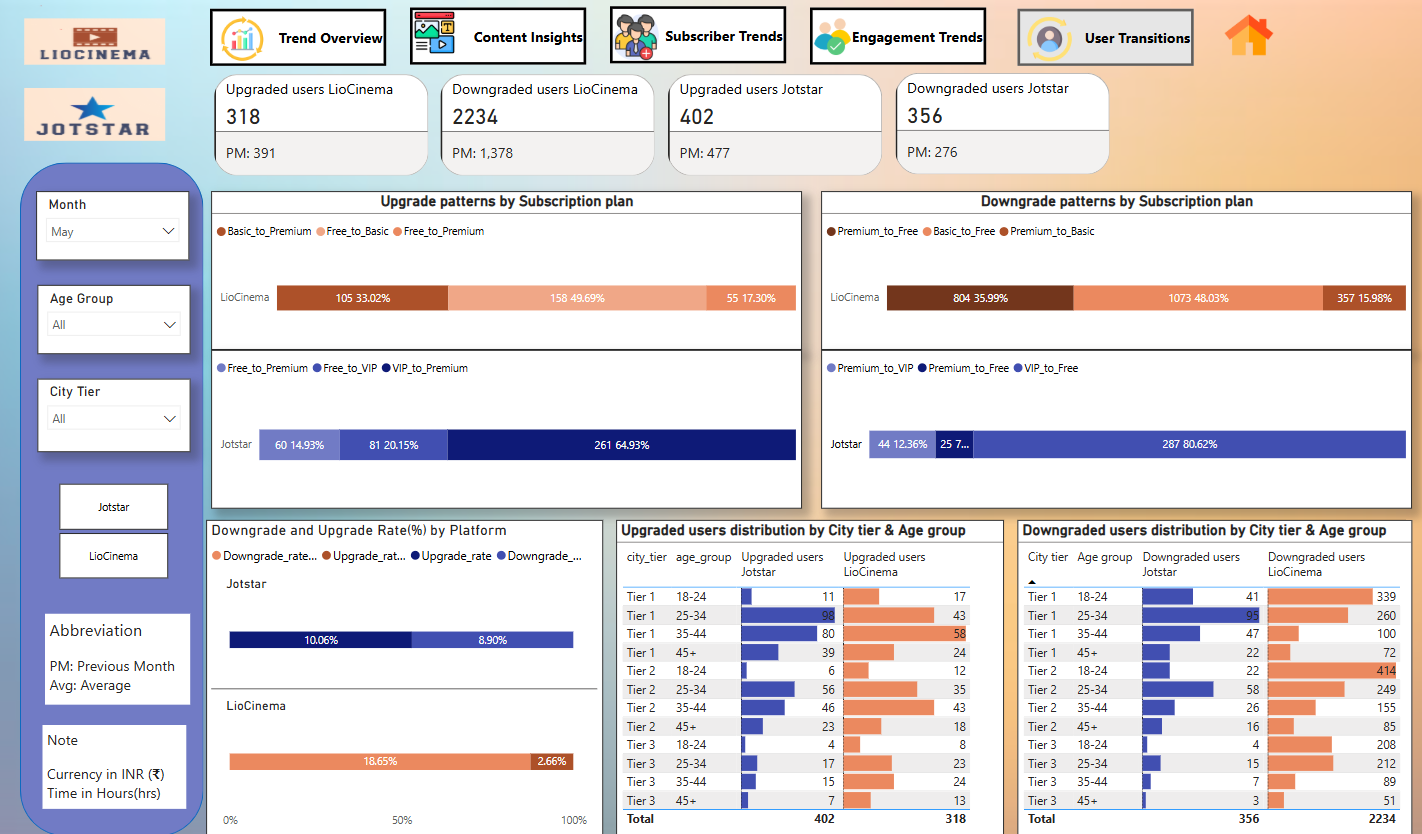 LIOCINEMA
JOTSTAR
Trend Overview
Content Insights
Subscriber Trends
Engagement Trends
User Transitions
Upgraded users LioCinema
318
PM: 391
Downgraded users LioCinema
2234
PM: 1,378
Upgraded users Jotstar
402
PM: 477
Downgraded users Jotstar
356
PM: 276
Month
May
Age Group
All
City Tier
All
Jotstar
LioCinema
Abbreviation
PM: Previous Month
Avg: Average
Note
Currency in INR (₹)
Time in Hours(hrs)
Upgrade patterns by Subscription plan
Basic_to_Premium Free_to_Basic Free_to_Premium
LioCinema 105 33.02% 158 49.69% 55 17.30%
Free_to_Premium Free_to_VIP VIP_to_Premium
Jotstar 60 14.93% 81 20.15% 261 64.93%
Downgrade patterns by Subscription plan
Premium_to_Free Basic_to_Free Premium_to_Basic
LioCinema 804 35.99% 1073 48.03% 357 15.98%
Premium_to_VIP Premium_to_Free VIP_to_Free
Jotstar 44 12.36% 25 7... 287 80.62%
Downgrade and Upgrade Rate(%) by Platform
Downgrade_rate... Upgrade_rat... Upgrade_rate Downgrade_...
Jotstar
10.06% 8.90%
LioCinema
18.65% 2.66%
0% 50% 100%
Upgraded users distribution by City tier & Age group
city_tier age_group Upgraded users Jotstar Upgraded users LioCinema
Tier 1 18-24 11 17
Tier 1 25-34 98 43
Tier 1 35-44 80 58
Tier 1 45+ 39 24
Tier 2 18-24 6 12
Tier 2 25-34 56 35
Tier 2 35-44 46 43
Tier 2 45+ 23 18
Tier 3 18-24 4 8
Tier 3 25-34 17 23
Tier 3 35-44 15 24
Tier 3 45+ 7 13
Total 402 318
Downgraded users distribution by City tier & Age group
City tier Age group Downgraded users Jotstar Downgraded users LioCinema
Tier 1 18-24 41 339
Tier 1 25-34 95 260
Tier 1 35-44 47 100
Tier 1 45+ 22 72
Tier 2 18-24 22 414
Tier 2 25-34 58 249
Tier 2 35-44 26 155
Tier 2 45+ 16 85
Tier 3 18-24 4 208
Tier 3 25-34 15 212
Tier 3 35-44 7 89
Tier 3 45+ 3 51
Total 356 2234